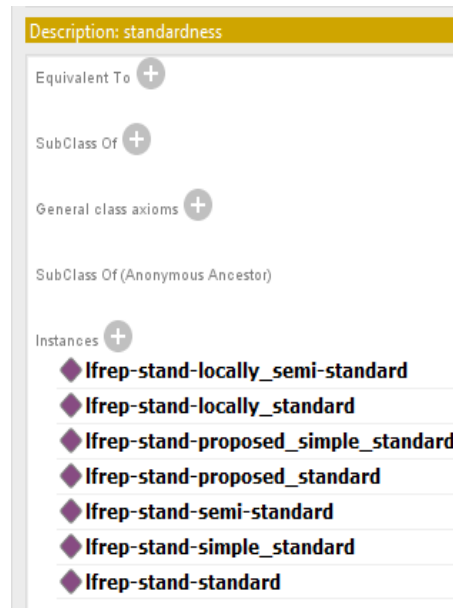 Description: standardness
Equivalent To
SubClass Of
General class axioms
SubClass Of (Anonymous Ancestor)
Instances
lfrep-stand-locally_semi-standard
lfrep-stand-locally_standard
lfrep-stand-proposed_simple_standard
lfrep-stand-proposed_standard
lfrep-stand-semi-standard
lfrep-stand-simple_standard
lfrep-stand-standard